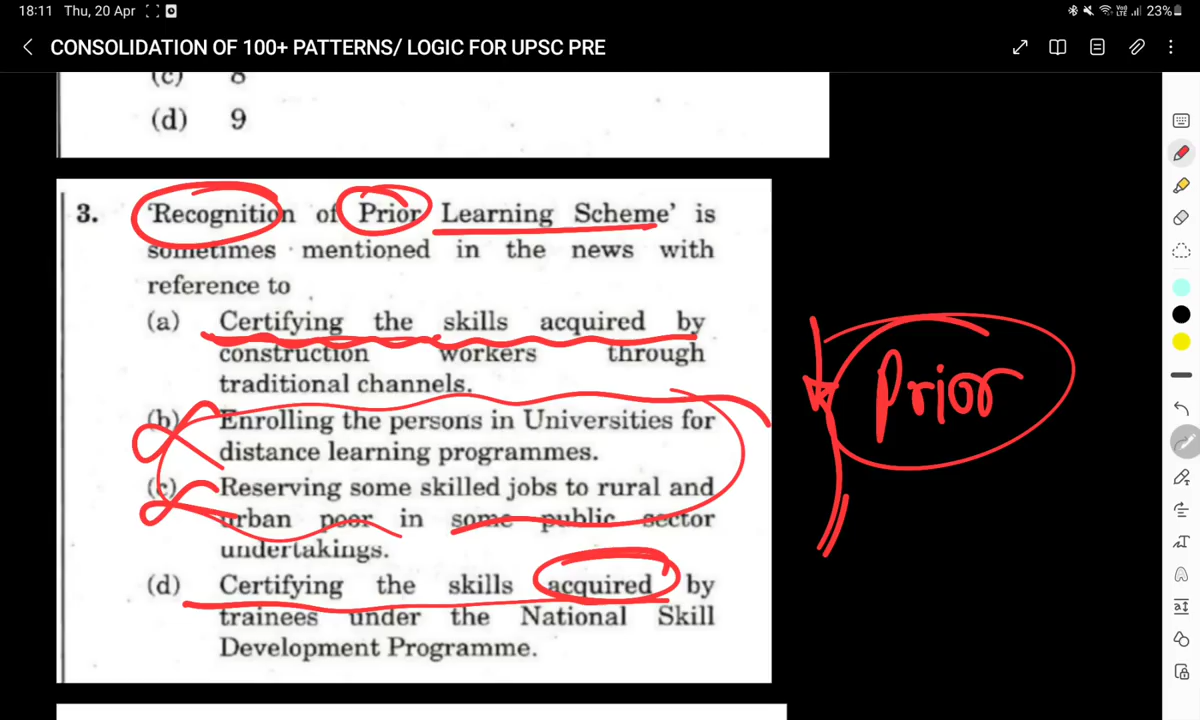 18:11 Thu, 20 Apr
23%
CONSOLIDATION OF 100+ PATTERNS/ LOGIC FOR UPSC PRE
(c) 8
(d) 9
3. 'Recognition of Prior Learning Scheme' is
sometimes mentioned in the news with
reference to
(a) Certifying the skills acquired by
construction workers through
traditional channels.
(b) Enrolling the persons in Universities for
distance learning programmes.
(c) Reserving some skilled jobs to rural and
urban poor in some public sector
undertakings.
(d) Certifying the skills acquired by
trainees under the National Skill
Development Programme.
Prior